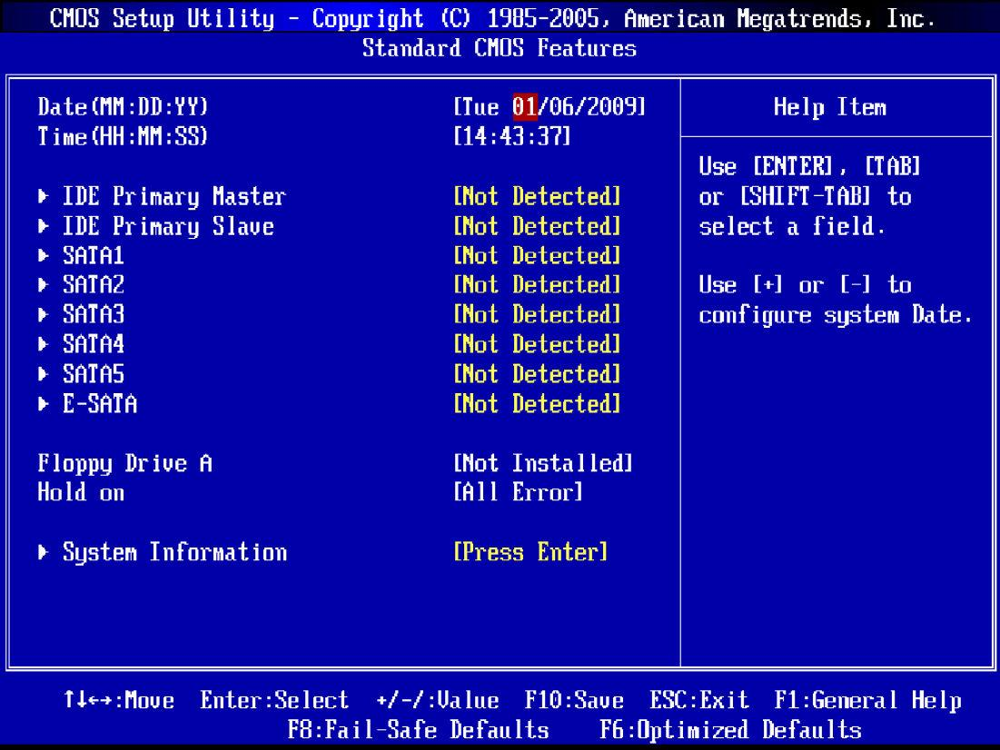 CMOS Setup Utility - Copyright (C) 1985-2005, American Megatrends, Inc.
Standard CMOS Features
Date(MM:DD:YY) [Tue 01/06/2009]
Time(HH:MM:SS) [14:43:37]
IDE Primary Master [Not Detected]
IDE Primary Slave [Not Detected]
SATA1 [Not Detected]
SATA2 [Not Detected]
SATA3 [Not Detected]
SATA4 [Not Detected]
SATA5 [Not Detected]
E-SATA [Not Detected]
Floppy Drive A [Not Installed]
Hold on [All Error]
System Information [Press Enter]
Help Item
Use [ENTER], [TAB]
or [SHIFT-TAB] to
select a field.
Use [+] or [-] to
configure system Date.
↑↓←→:Move Enter:Select +/-/:Value F10:Save ESC:Exit F1:General Help
F8:Fail-Safe Defaults F6:Optimized Defaults